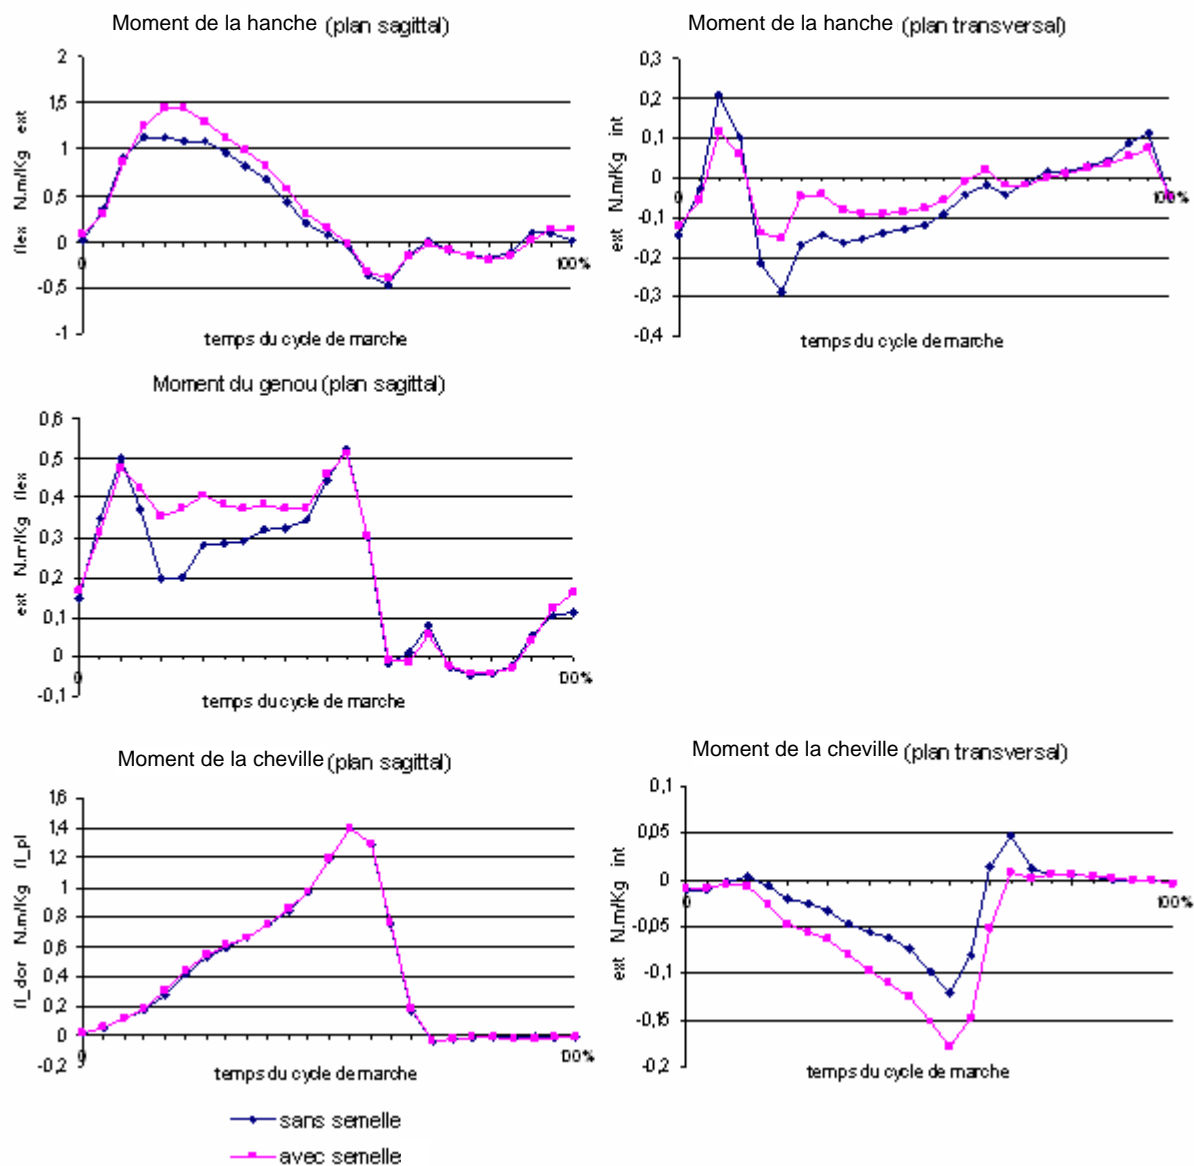 Moment de la hanche (plan sagittal)
2
1,5
1
0,5
0
-0,5
-1
flex N.m/Kg ext
0
100%
temps du cycle de marche
Moment de la hanche (plan transversal)
0,3
0,2
0,1
0
-0,1
-0,2
-0,3
-0,4
ext N.m/Kg int
0
100%
temps du cycle de marche
Moment du genou (plan sagittal)
0,6
0,5
0,4
0,3
0,2
0,1
0
-0,1
ext N.m/Kg flex
0
100%
temps du cycle de marche
Moment de la cheville (plan sagittal)
1,6
1,4
1,2
1
0,8
0,6
0,4
0,2
0
-0,2
fl_dor N.m/Kg fl_pl
0
100%
temps du cycle de marche
Moment de la cheville (plan transversal)
0,1
0,05
0
-0,05
-0,1
-0,15
-0,2
ext N.m/Kg int
0
100%
temps du cycle de marche
sans semelle
avec semelle